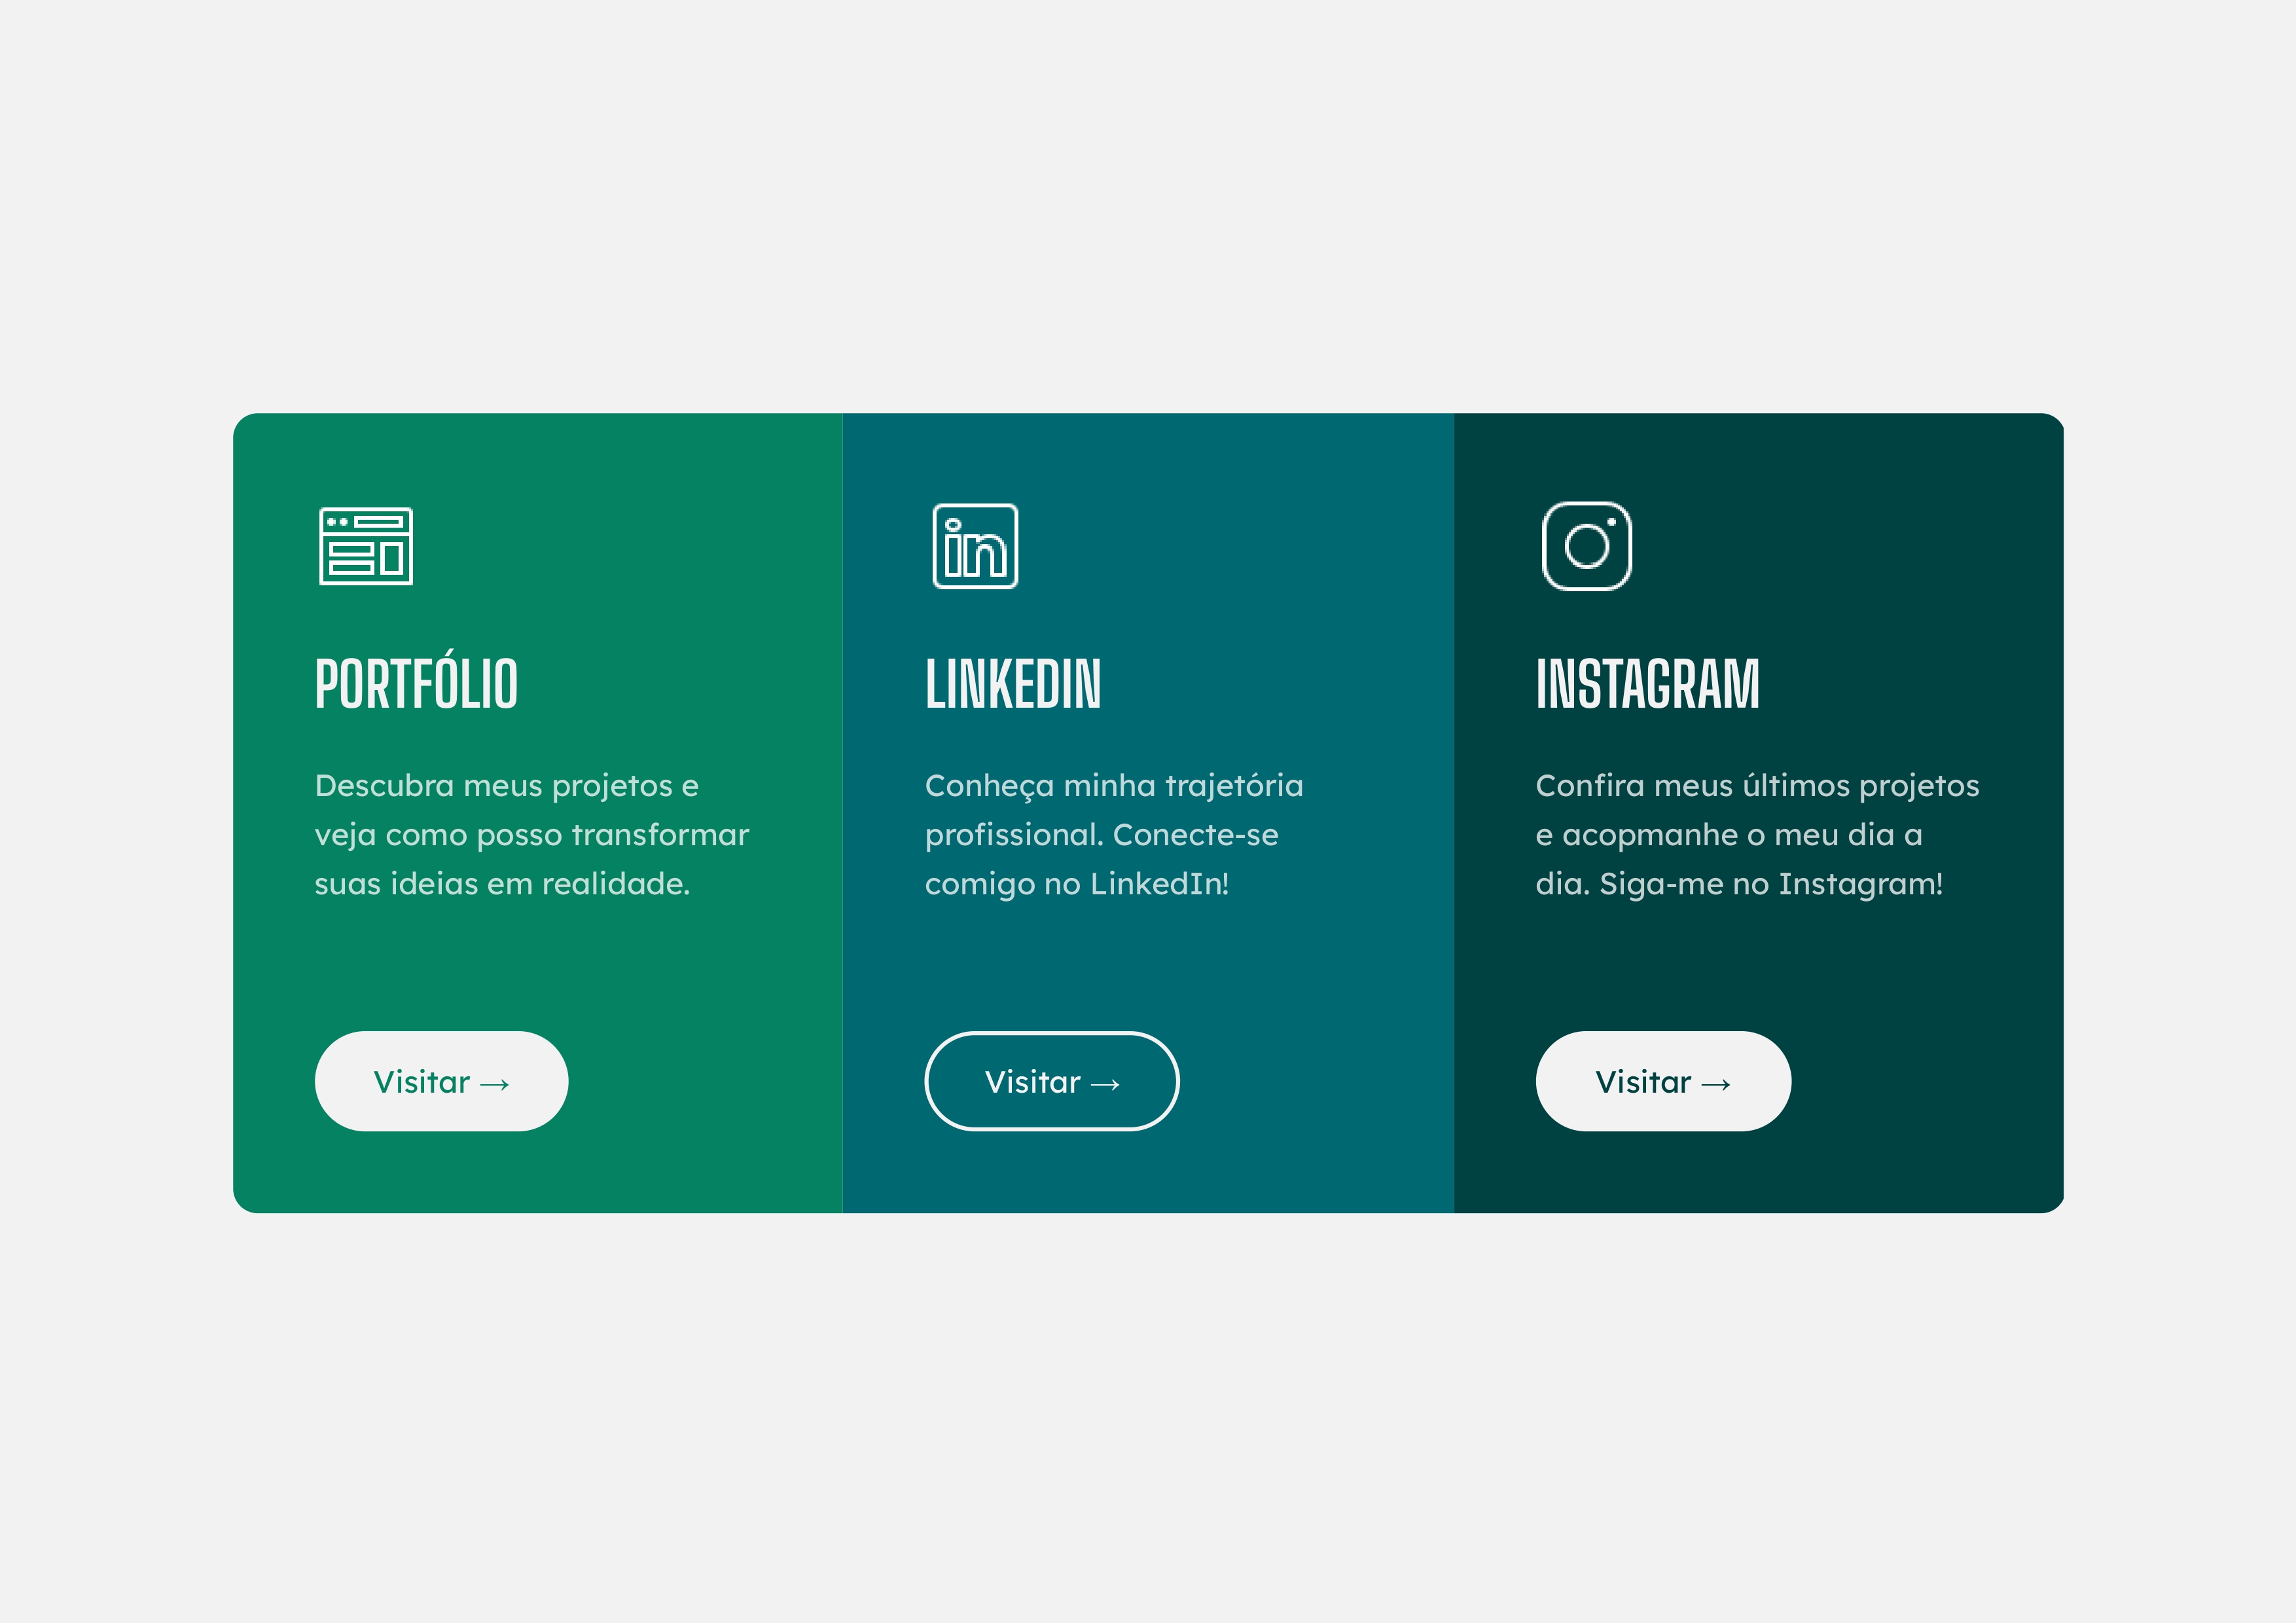 in
PORTFÓLIO
Descubra meus projetos e
veja como posso transformar
suas ideias em realidade.
Visitar →
LINKEDIN
Conheça minha trajetória
profissional. Conecte-se
comigo no LinkedIn!
Visitar →
INSTAGRAM
Confira meus últimos projetos
e acopmanhe o meu dia a
dia. Siga-me no Instagram!
Visitar →